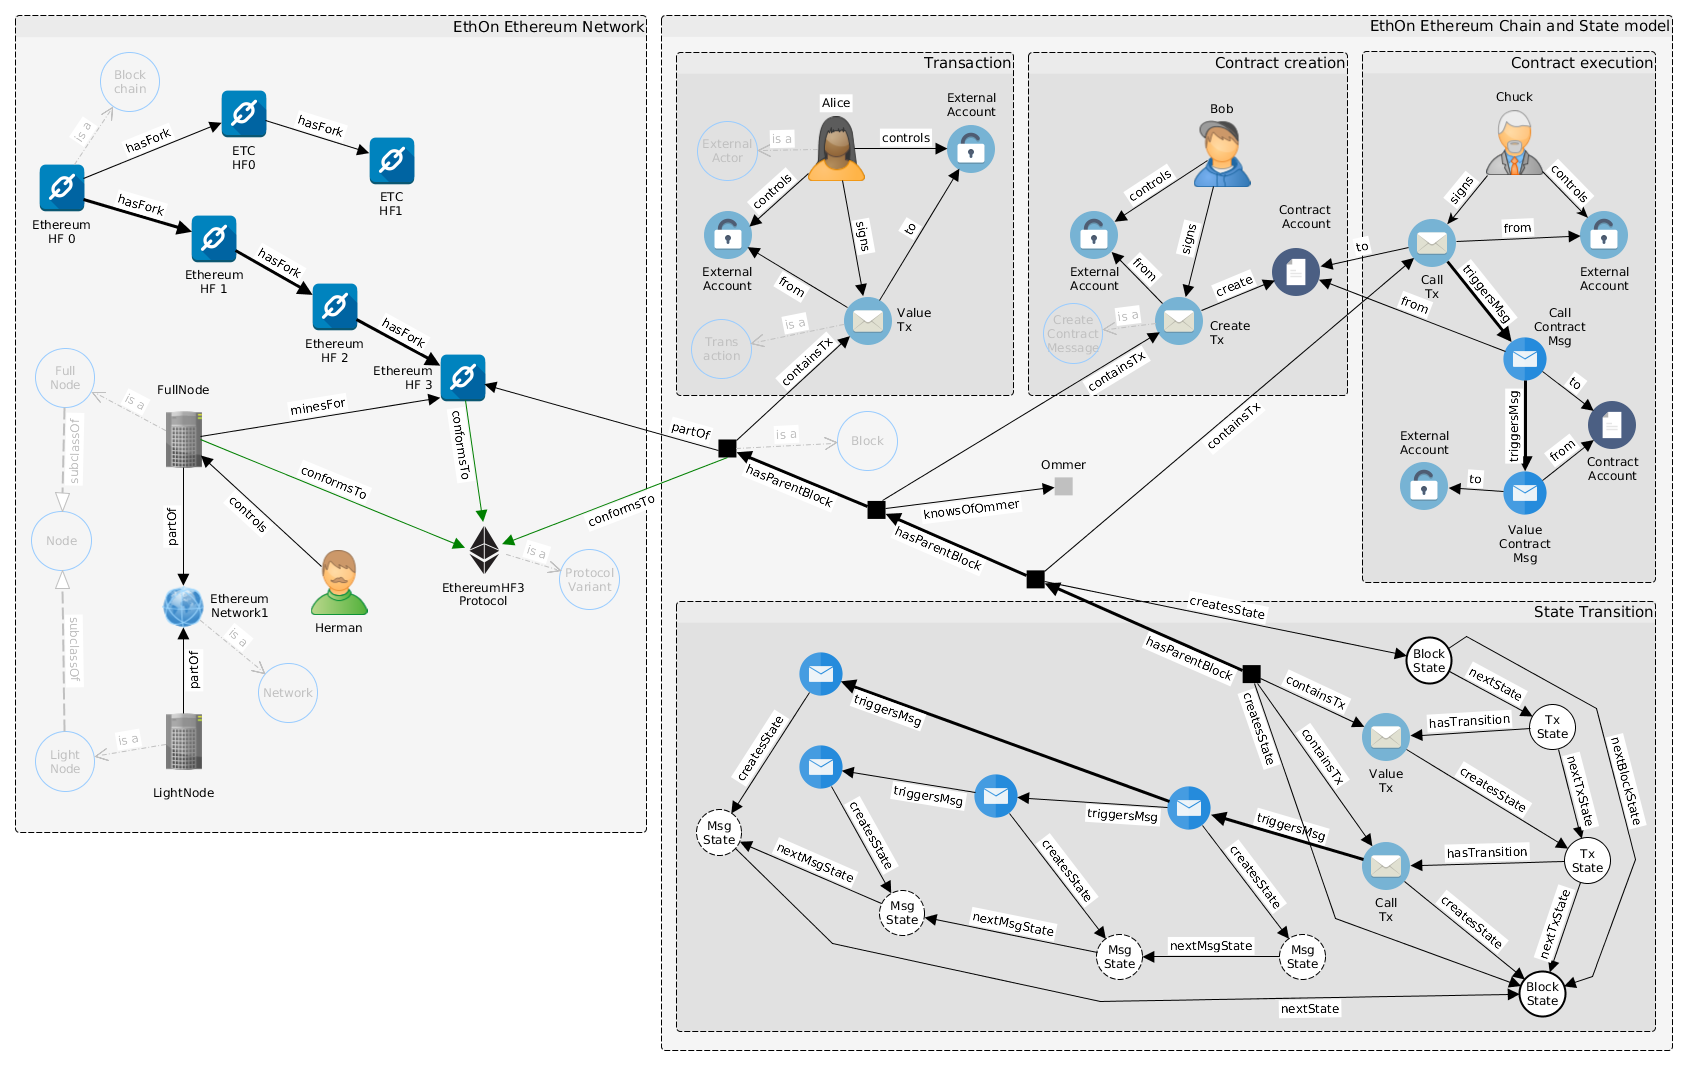 EthOn Ethereum Network
Block
chain
is a
hasFork
ETC
HF0
hasFork
ETC
HF1
Ethereum
HF 0
hasFork
Ethereum
HF 1
hasFork
Ethereum
HF 2
hasFork
Ethereum
HF 3
Full
Node
is a
FullNode
minesFor
conformsTo
subclassOf
conformsTo
controls
partOf
Node
EthereumHF3
Protocol
is a
Protocol
Variant
Ethereum
Network1
Herman
is a
subclassOf
partOf
Network
Light
Node
is a
LightNode
EthOn Ethereum Chain and State model
Transaction
Alice
External
Account
External
Actor
is a
controls
controls
signs
to
External
Account
from
Value
Tx
Trans
action
is a
containsTx
Contract creation
Bob
controls
signs
Contract
Account
External
Account
from
create
Create
Contract
Message
is a
Create
Tx
containsTx
Contract execution
Chuck
signs
controls
to
from
Call
Tx
External
Account
triggersMsg
from
Call
Contract
Msg
to
triggersMsg
External
Account
from
Contract
Account
to
Value
Contract
Msg
containsTx
partOf
is a
Block
hasParentBlock
conformsTo
Ommer
knowsOfOmmer
hasParentBlock
createsState
hasParentBlock
State Transition
Block
State
nextState
containsTx
Tx
State
hasTransition
Value
Tx
createsState
containsTx
createsState
nextTxState
nextBlockState
triggersMsg
createsState
triggersMsg
triggersMsg
triggersMsg
hasTransition
Tx
State
Msg
State
createsState
nextMsgState
createsState
createsState
Call
Tx
createsState
nextTxState
Msg
State
nextMsgState
Msg
State
nextMsgState
Msg
State
Block
State
nextState